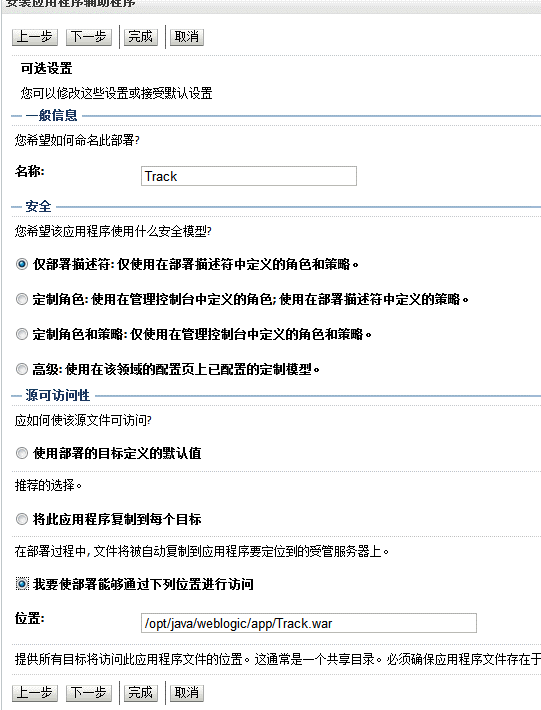 安装应用程序辅助程序
上一步 下一步 完成 取消
可选设置
您可以修改这些设置或接受默认设置
一般信息
您希望如何命名此部署?
名称: Track
安全
您希望该应用程序使用什么安全模型?
仅部署描述符: 仅使用在部署描述符中定义的角色和策略。
定制角色: 使用在管理控制台中定义的角色; 使用在部署描述符中定义的策略。
定制角色和策略: 仅使用在管理控制台中定义的角色和策略。
高级: 使用在该领域的配置页上已配置的定制模型。
源可访问性
应如何使该源文件可访问?
使用部署的目标定义的默认值
推荐的选择。
将此应用程序复制到每个目标
在部署过程中, 文件将被自动复制到应用程序要定位到的受管服务器上。
我要使部署能够通过下列位置进行访问
位置: /opt/java/weblogic/app/Track.war
提供所有目标将访问此应用程序文件的位置。这通常是一个共享目录。必须确保应用程序文件存在于
上一步 下一步 完成 取消